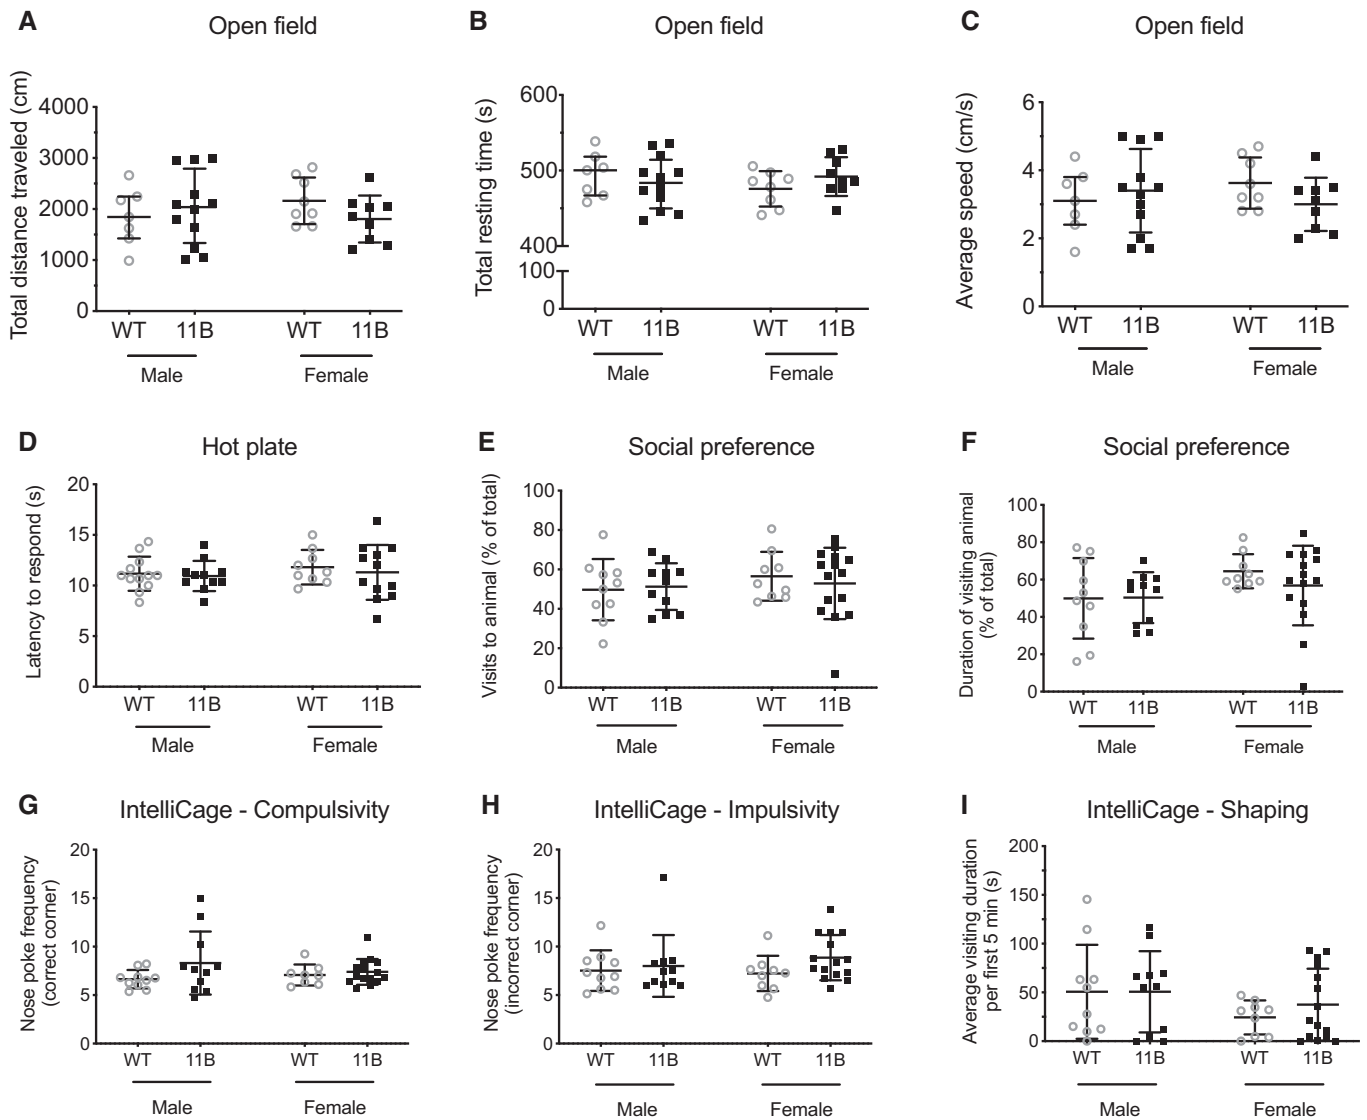 A Open field
Total distance traveled (cm)
4000
3000
2000
1000
0
WT 11B WT 11B
Male Female
B Open field
Total resting time (s)
600
500
400
100
0
WT 11B WT 11B
Male Female
C Open field
Average speed (cm/s)
6
4
2
0
WT 11B WT 11B
Male Female
D Hot plate
Latency to respond (s)
20
15
10
5
0
WT 11B WT 11B
Male Female
E Social preference
Visits to animal (% of total)
100
80
60
40
20
0
WT 11B WT 11B
Male Female
F Social preference
Duration of visiting animal
(% of total)
100
80
60
40
20
0
WT 11B WT 11B
Male Female
G IntelliCage - Compulsivity
Nose poke frequency
(correct corner)
20
15
10
5
0
WT 11B WT 11B
Male Female
H IntelliCage - Impulsivity
Nose poke frequency
(incorrect corner)
20
15
10
5
0
WT 11B WT 11B
Male Female
I IntelliCage - Shaping
Average visiting duration
per first 5 min (s)
200
150
100
50
0
WT 11B WT 11B
Male Female